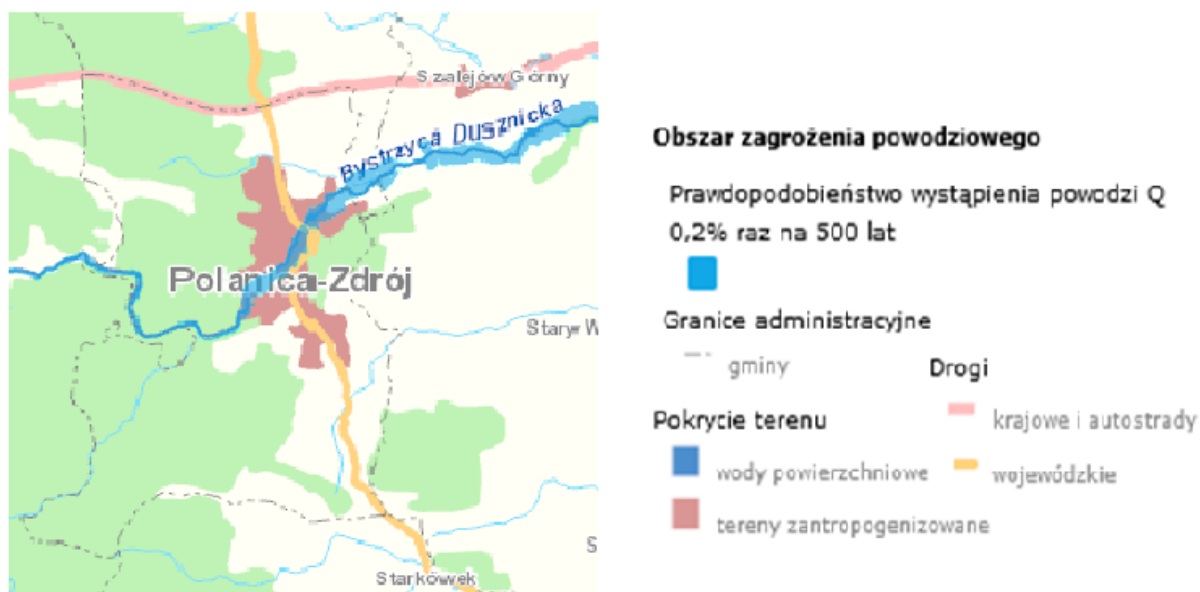 Szalejów Górny
Bystrzyca Dusznicka
Polanica-Zdrój
Stary W
S
Starkówek
Obszar zagrożenia powodziowego
Prawdopodobieństwo wystąpienia powodzi Q
0,2% raz na 500 lat
Granice administracyjne
gminy
Drogi
Pokrycie terenu
krajowe i autostrady
wody powierzchniowe
wojewódzkie
tereny zantropogenizowane